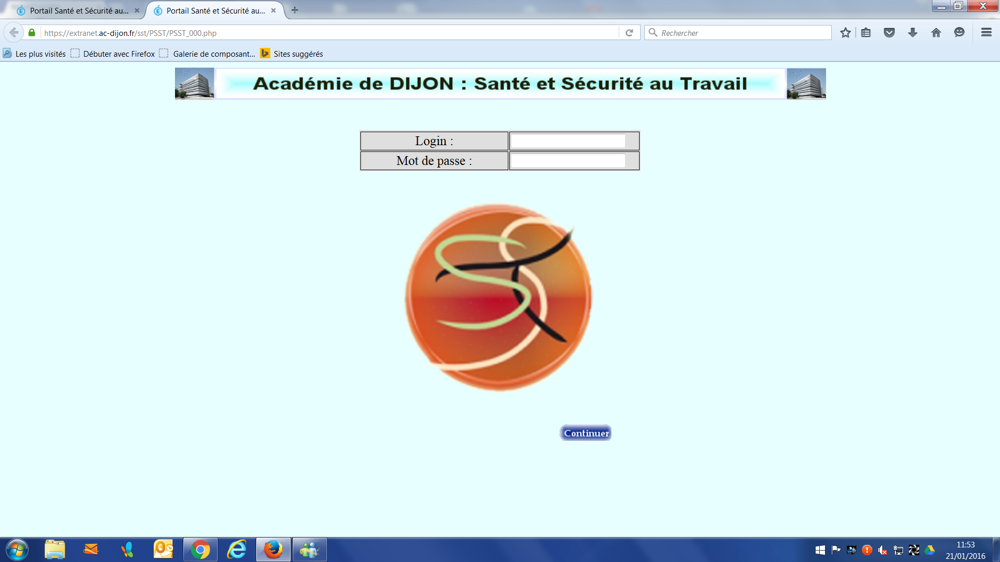 Portail Santé et Sécurité au...
Portail Santé et Sécurité au...
https://extranet.ac-dijon.fr/sst/PSST/PSST_000.php
Rechercher
Les plus visités
Débuter avec Firefox
Galerie de composant...
Sites suggérés
Académie de DIJON : Santé et Sécurité au Travail
Login :
Mot de passe :
Continuer
11:53
21/01/2016